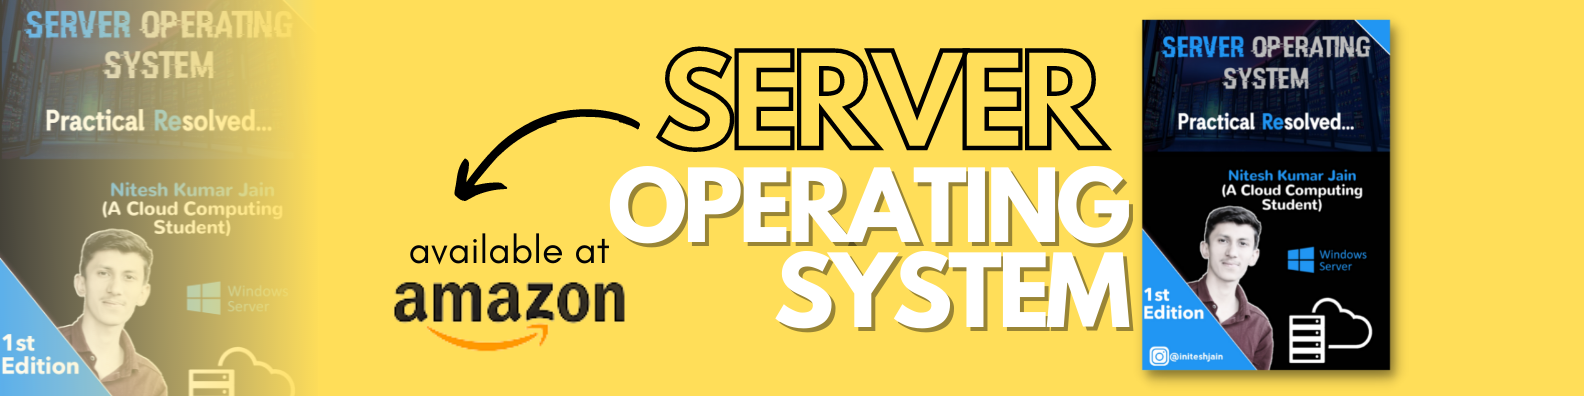 SERVER OPERATING
SYSTEM
Practical Resolved...
Nitesh Kumar Jain
(A Cloud Computing
Student)
Windows
Server
1st
Edition
available at
amazon
SERVER
OPERATING
SYSTEM
SERVER OPERATING
SYSTEM
Practical Resolved...
Nitesh Kumar Jain
(A Cloud Computing
Student)
Windows
Server
1st
Edition
@initeshjain